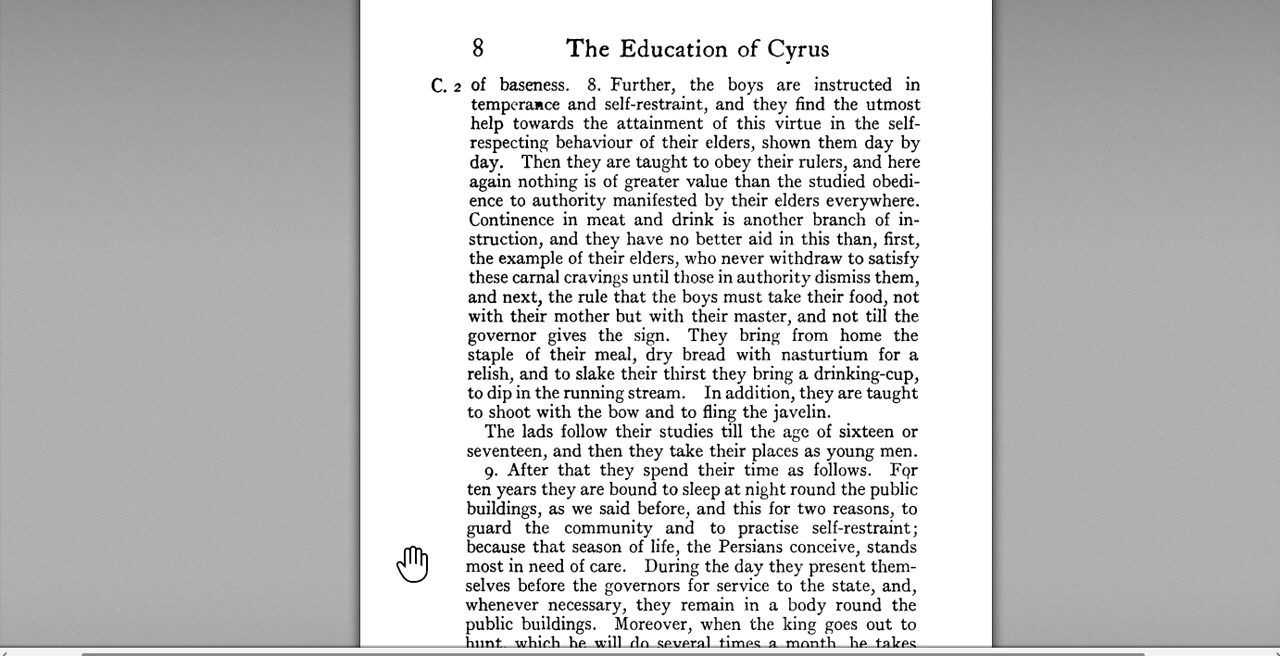 8 The Education of Cyrus
C. 2 of baseness. 8. Further, the boys are instructed in
temperance and self-restraint, and they find the utmost
help towards the attainment of this virtue in the self-
respecting behaviour of their elders, shown them day by
day. Then they are taught to obey their rulers, and here
again nothing is of greater value than the studied obedi-
ence to authority manifested by their elders everywhere.
Continence in meat and drink is another branch of in-
struction, and they have no better aid in this than, first,
the example of their elders, who never withdraw to satisfy
these carnal cravings until those in authority dismiss them,
and next, the rule that the boys must take their food, not
with their mother but with their master, and not till the
governor gives the sign. They bring from home the
staple of their meal, dry bread with nasturtium for a
relish, and to slake their thirst they bring a drinking-cup,
to dip in the running stream. In addition, they are taught
to shoot with the bow and to fling the javelin.
The lads follow their studies till the age of sixteen or
seventeen, and then they take their places as young men.
9. After that they spend their time as follows. For
ten years they are bound to sleep at night round the public
buildings, as we said before, and this for two reasons, to
guard the community and to practise self-restraint;
because that season of life, the Persians conceive, stands
most in need of care. During the day they present them-
selves before the governors for service to the state, and,
whenever necessary, they remain in a body round the
public buildings. Moreover, when the king goes out to
hunt, which he will do several times a month, he takes